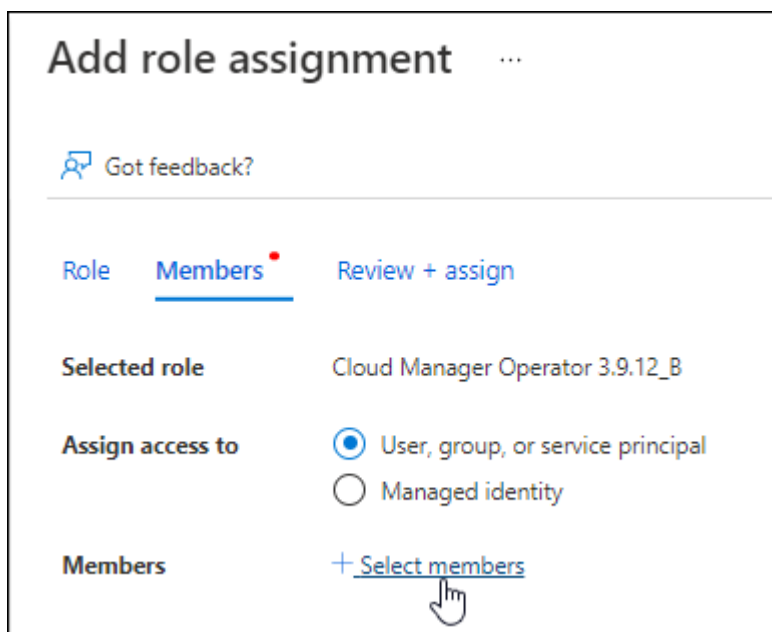 Add role assignment ...
Got feedback?
Role Members Review + assign
Selected role Cloud Manager Operator 3.9.12_B
Assign access to User, group, or service principal
Managed identity
Members + Select members